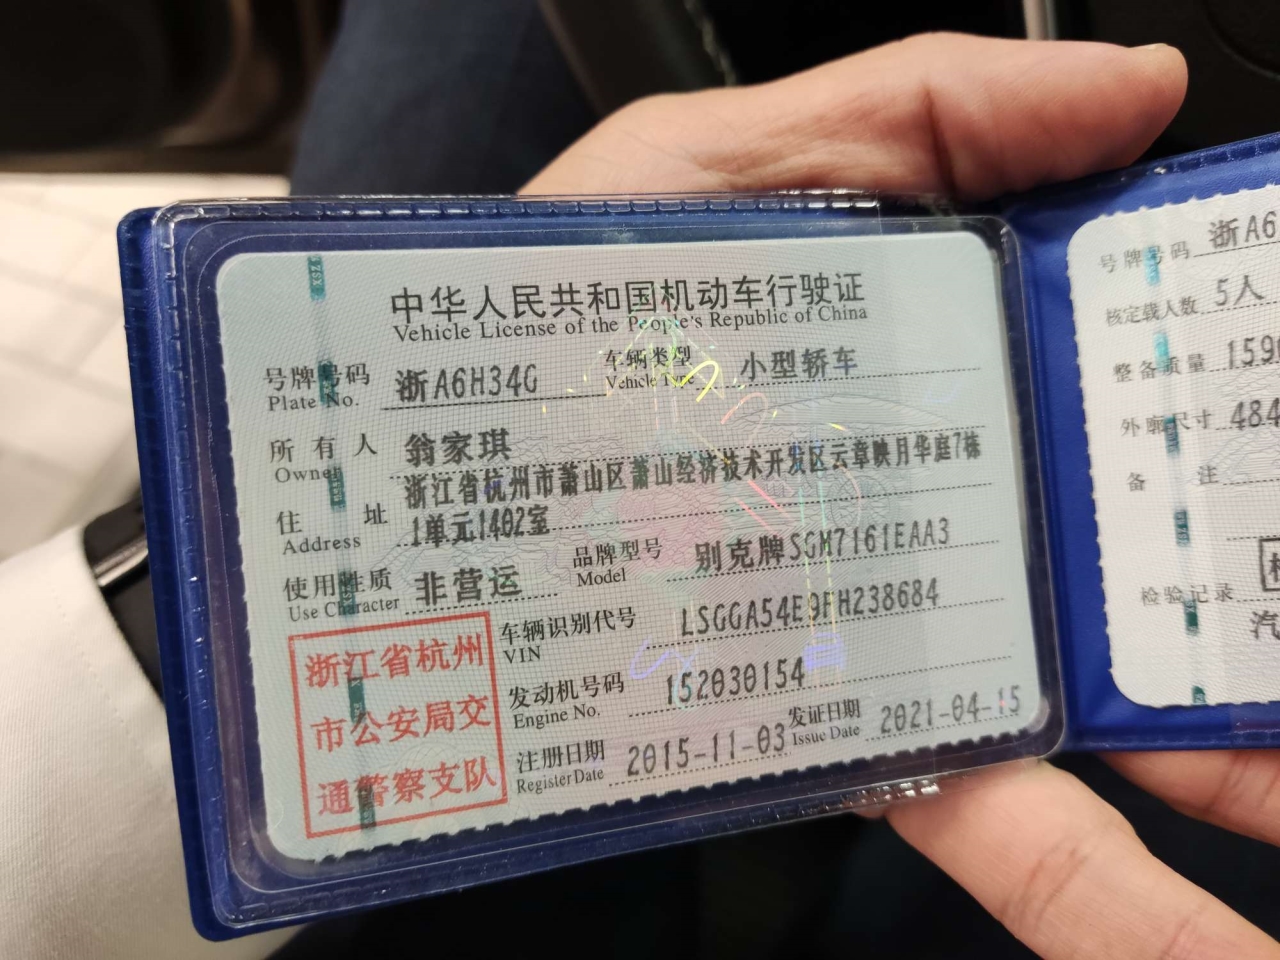 中华人民共和国机动车行驶证
Vehicle License of the People's Republic of China
号牌号码 浙A6H34G 车辆类型 小型轿车
Plate No. Vehicle Type
所有人 翁家琪
Owner
住址 浙江省杭州市萧山区萧山经济技术开发区云章映月华庭7栋
Address 1单元1402室
使用性质 非营运 品牌型号 别克牌SGM7161EAA3
Use Character Model
车辆识别代号 LSGGA54E9FH238684
VIN
发动机号码 152030154
Engine No.
注册日期 2015-11-03 发证日期 2021-04-15
Register Date Issue Date
浙江省杭州
市公安局交
通警察支队
号牌号码 浙A6
核定载人数 5人
整备质量 159
外廓尺寸 484
备注
检验记录
汽